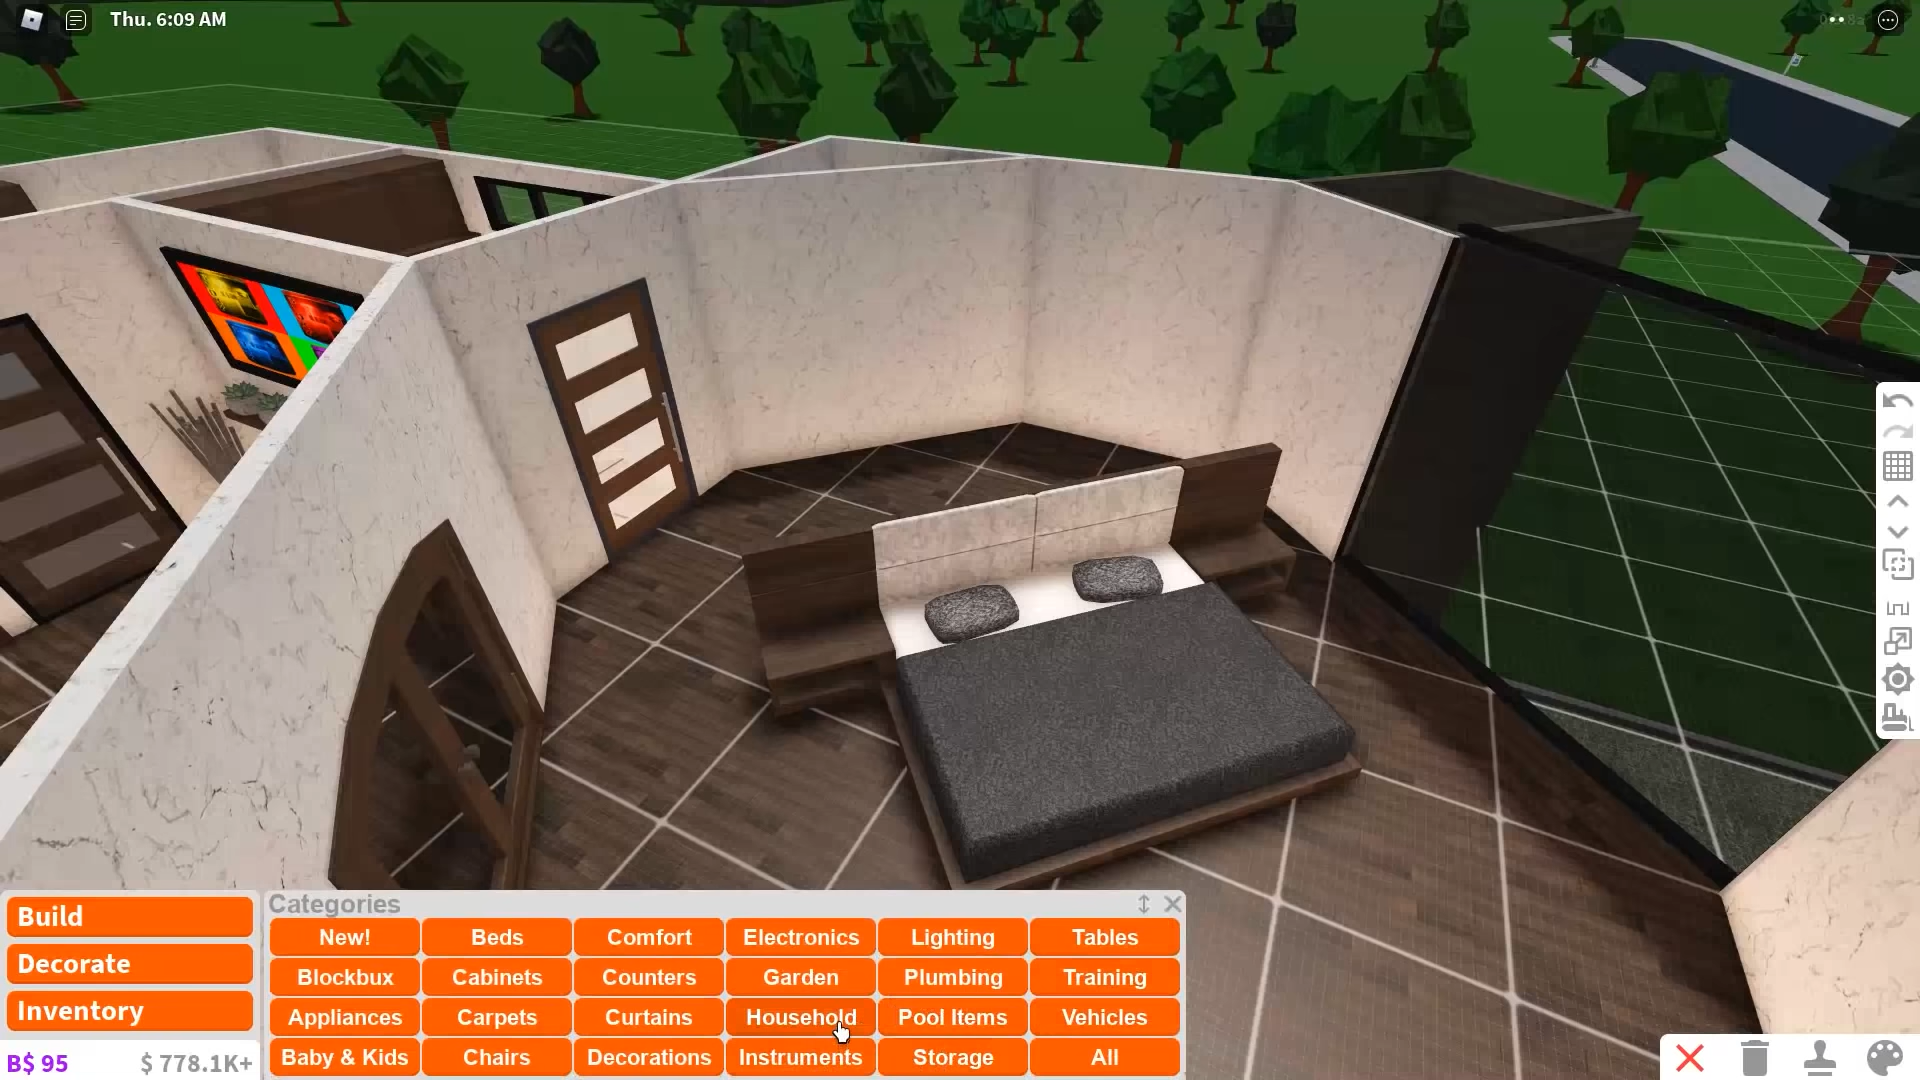 Thu. 6:09 AM
Build
Decorate
Inventory
B$ 95 $ 778.1K+
Categories
New! Beds Comfort Electronics Lighting Tables
Blockbux Cabinets Counters Garden Plumbing Training
Appliances Carpets Curtains Household Pool Items Vehicles
Baby & Kids Chairs Decorations Instruments Storage All